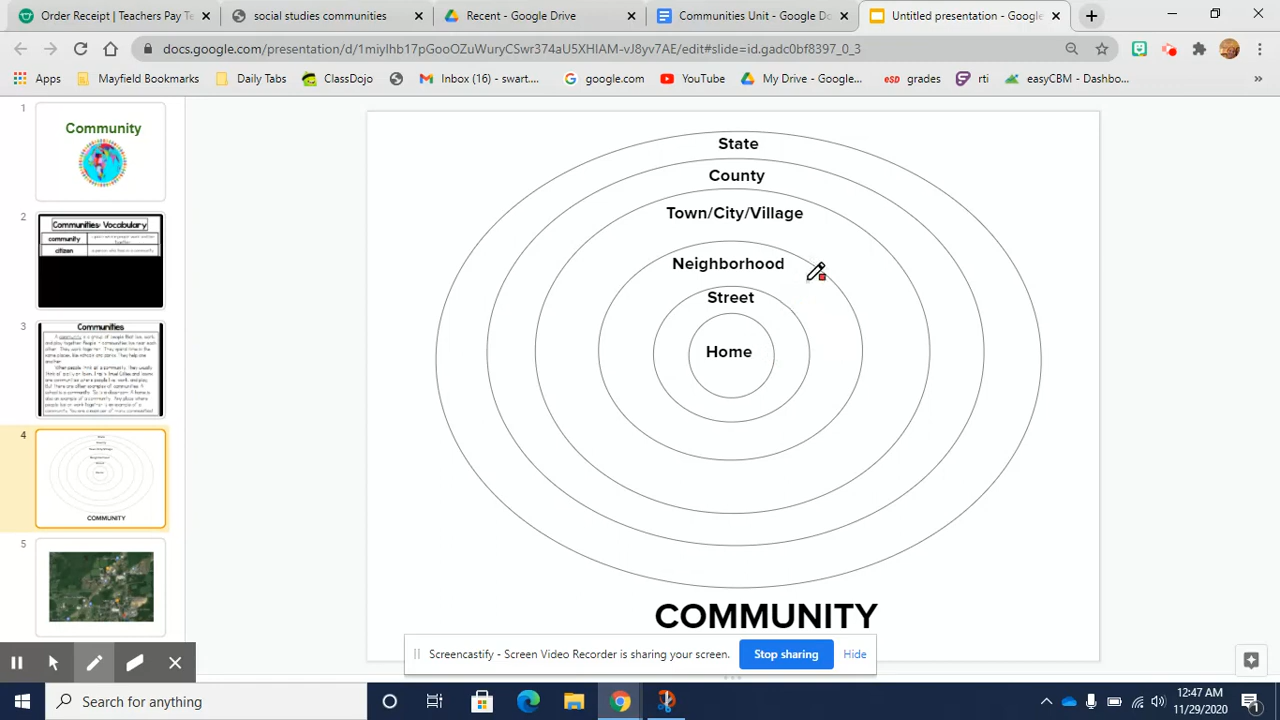 Order Receipt | Teachers Pay Te
social studies communities
Recent - Google Drive
Communities Unit - Google Do
Untitled presentation - Google
docs.google.com/presentation/d/1miyIhb17pGooOZuWuryCSwr374aU5XHIAM-vJ8yv7AE/edit#slide=id.gadc0bf8397_0_3
Apps
Mayfield Bookmarks
Daily Tabs
ClassDojo
Inbox (16) - swart....
google.com
YouTube
My Drive - Google...
esD grades
rti
easyCBM - Dashbo...
1
Community
2
Communities: Vocabulary
community
citizen
3
Communities
4
COMMUNITY
5
State
County
Town/City/Village
Neighborhood
Street
Home
COMMUNITY
Screencastify - Screen Video Recorder is sharing your screen.
Stop sharing
Hide
Search for anything
12:47 AM
11/29/2020
1